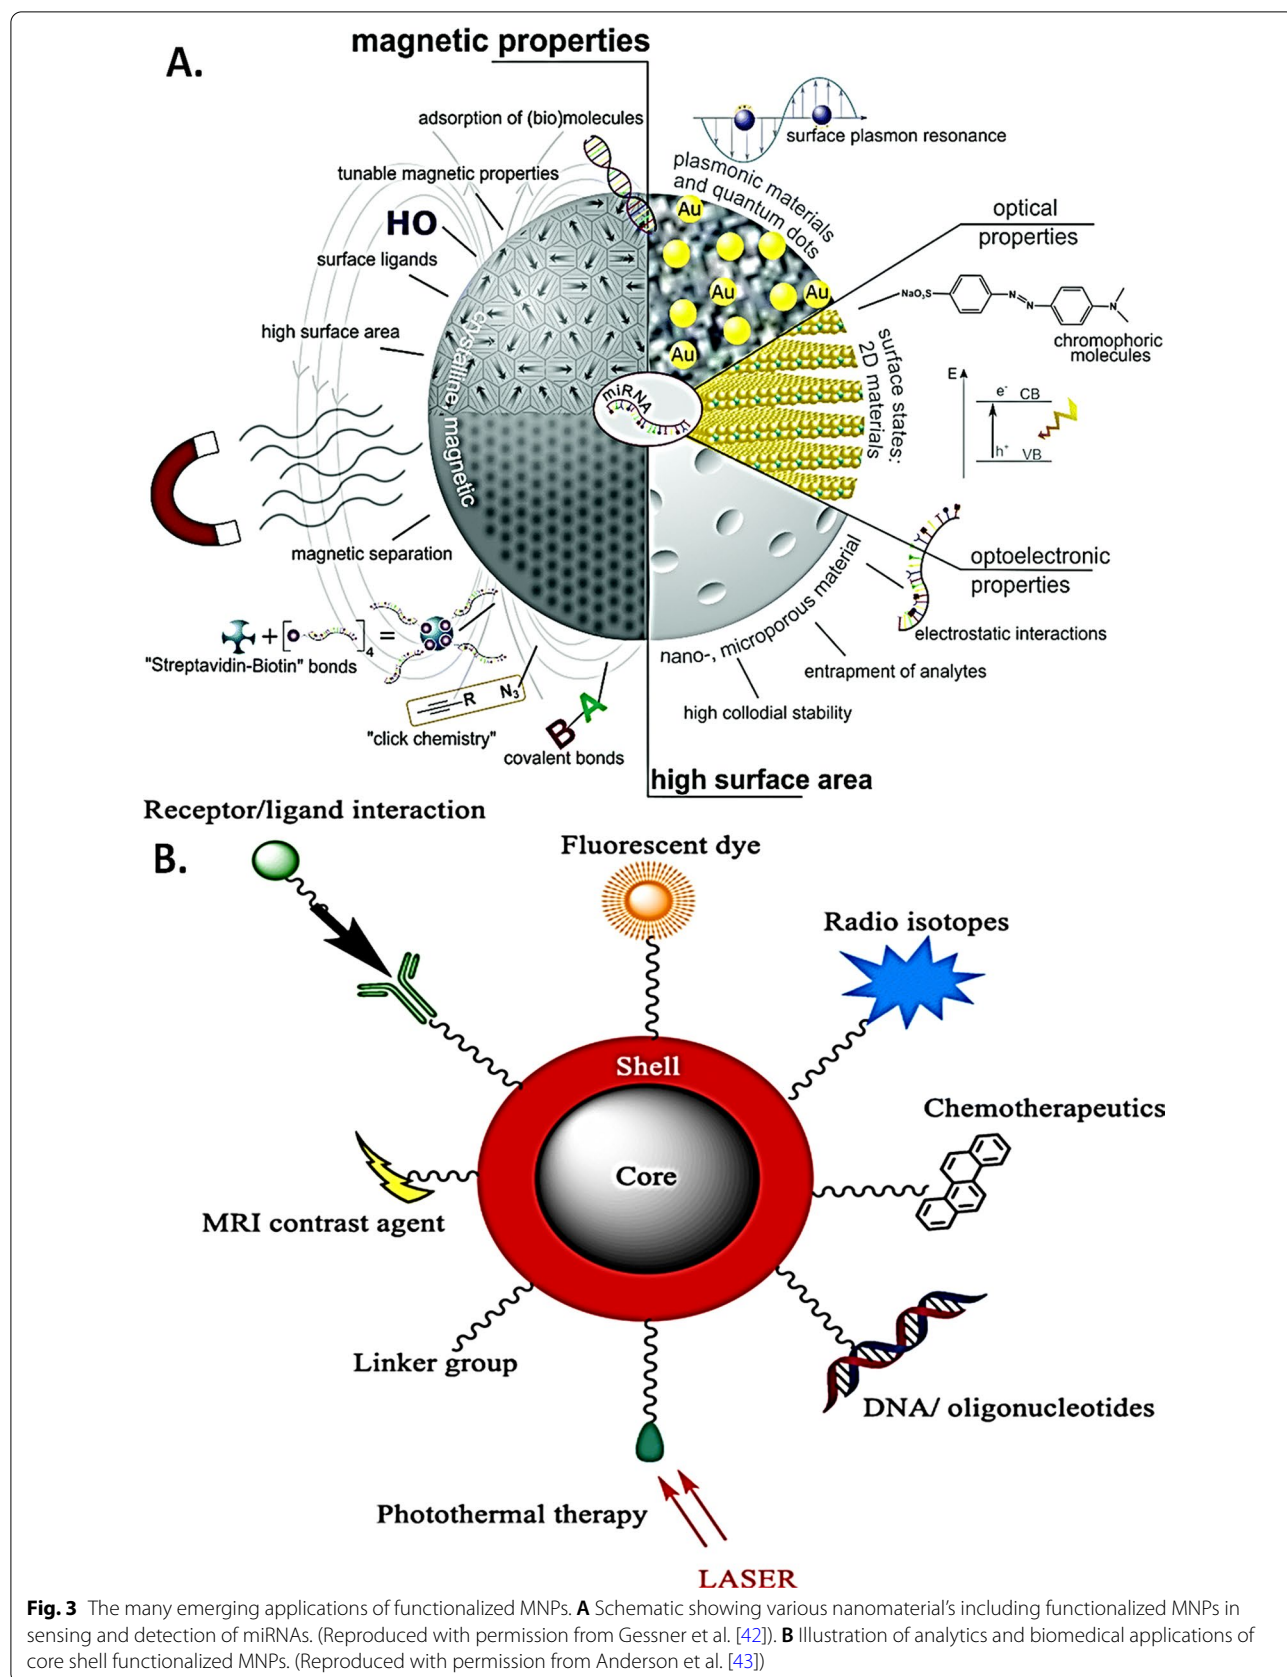 A.
magnetic properties
adsorption of (bio)molecules
tunable magnetic properties
HO
surface ligands
high surface area
crystalline, magnetic
magnetic separation
+[ ]4 =
"Streptavidin-Biotin" bonds
R N3
"click chemistry"
B A
covalent bonds
miRNA
surface plasmon resonance
plasmonic materials
and quantum dots
Au
Au
Au
Au
optical
properties
NaO3S
N=N
N
chromophoric
molecules
surface states:
2D materials
E
e- CB
h+ VB
optoelectronic
properties
electrostatic interactions
nano-, microporous material
entrapment of analytes
high collodial stability
high surface area
B.
Receptor/ligand interaction
Fluorescent dye
Radio isotopes
Shell
Core
Chemotherapeutics
MRI contrast agent
Linker group
DNA/ oligonucleotides
Photothermal therapy
LASER
Fig. 3 The many emerging applications of functionalized MNPs. A Schematic showing various nanomaterial's including functionalized MNPs in
sensing and detection of miRNAs. (Reproduced with permission from Gessner et al. [42]). B Illustration of analytics and biomedical applications of
core shell functionalized MNPs. (Reproduced with permission from Anderson et al. [43])